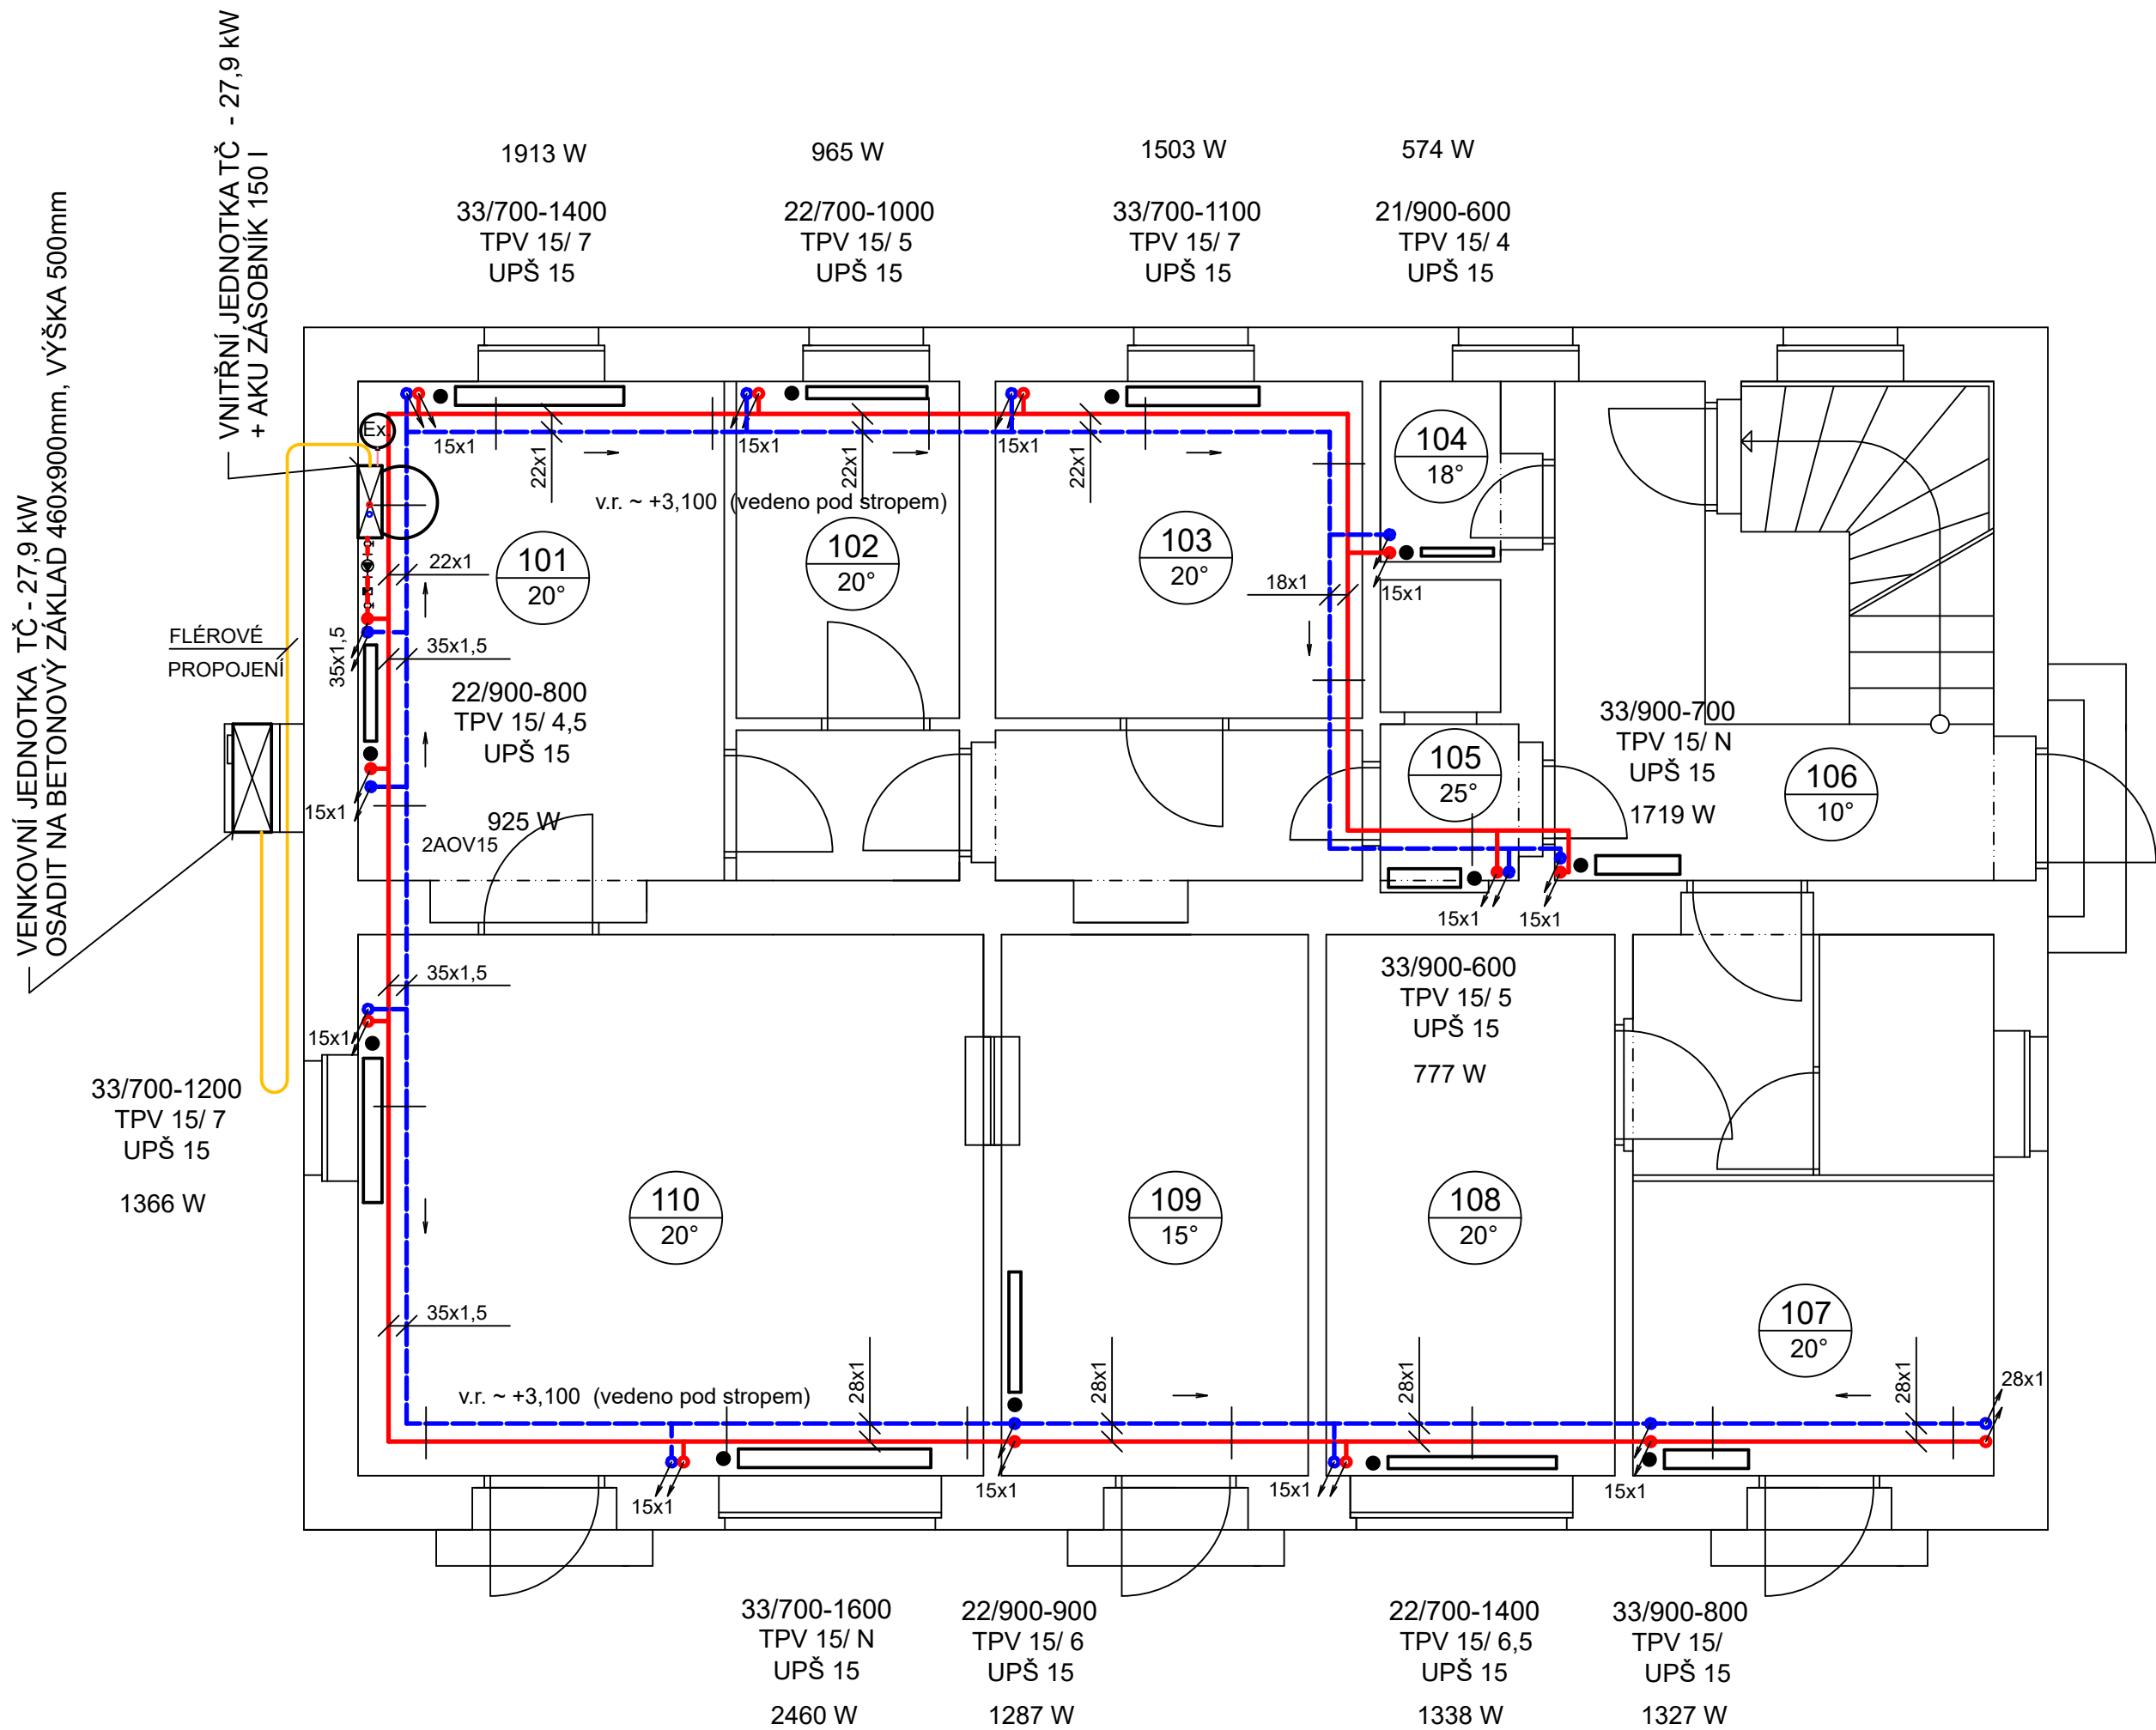 VENKOVNÍ JEDNOTKA TČ - 27,9 kW
OSADIT NA BETONOVÝ ZÁKLAD 460x900mm, VÝŠKA 500mm
VNITŘNÍ JEDNOTKA TČ - 27,9 kW
+ AKU ZÁSOBNÍK 150 l
1913 W
33/700-1400
TPV 15/ 7
UPŠ 15
965 W
22/700-1000
TPV 15/ 5
UPŠ 15
1503 W
33/700-1100
TPV 15/ 7
UPŠ 15
574 W
21/900-600
TPV 15/ 4
UPŠ 15
Ex
15x1
22x1
15x1
22x1
15x1
22x1
v.r. ~ +3,100 (vedeno pod stropem)
101
20°
102
20°
103
20°
104
18°
22x1
18x1
15x1
FLÉROVÉ
PROPOJENÍ
35x1,5
35x1,5
22/900-800
TPV 15/ 4,5
UPŠ 15
925 W
2AOV15
15x1
105
25°
33/900-700
TPV 15/ N
UPŠ 15
1719 W
106
10°
15x1
15x1
35x1,5
15x1
33/700-1200
TPV 15/ 7
UPŠ 15
1366 W
33/900-600
TPV 15/ 5
UPŠ 15
777 W
110
20°
109
15°
108
20°
107
20°
35x1,5
v.r. ~ +3,100 (vedeno pod stropem)
28x1
28x1
28x1
28x1
28x1
15x1
15x1
15x1
15x1
33/700-1600
TPV 15/ N
UPŠ 15
2460 W
22/900-900
TPV 15/ 6
UPŠ 15
1287 W
22/700-1400
TPV 15/ 6,5
UPŠ 15
1338 W
33/900-800
TPV 15/
UPŠ 15
1327 W